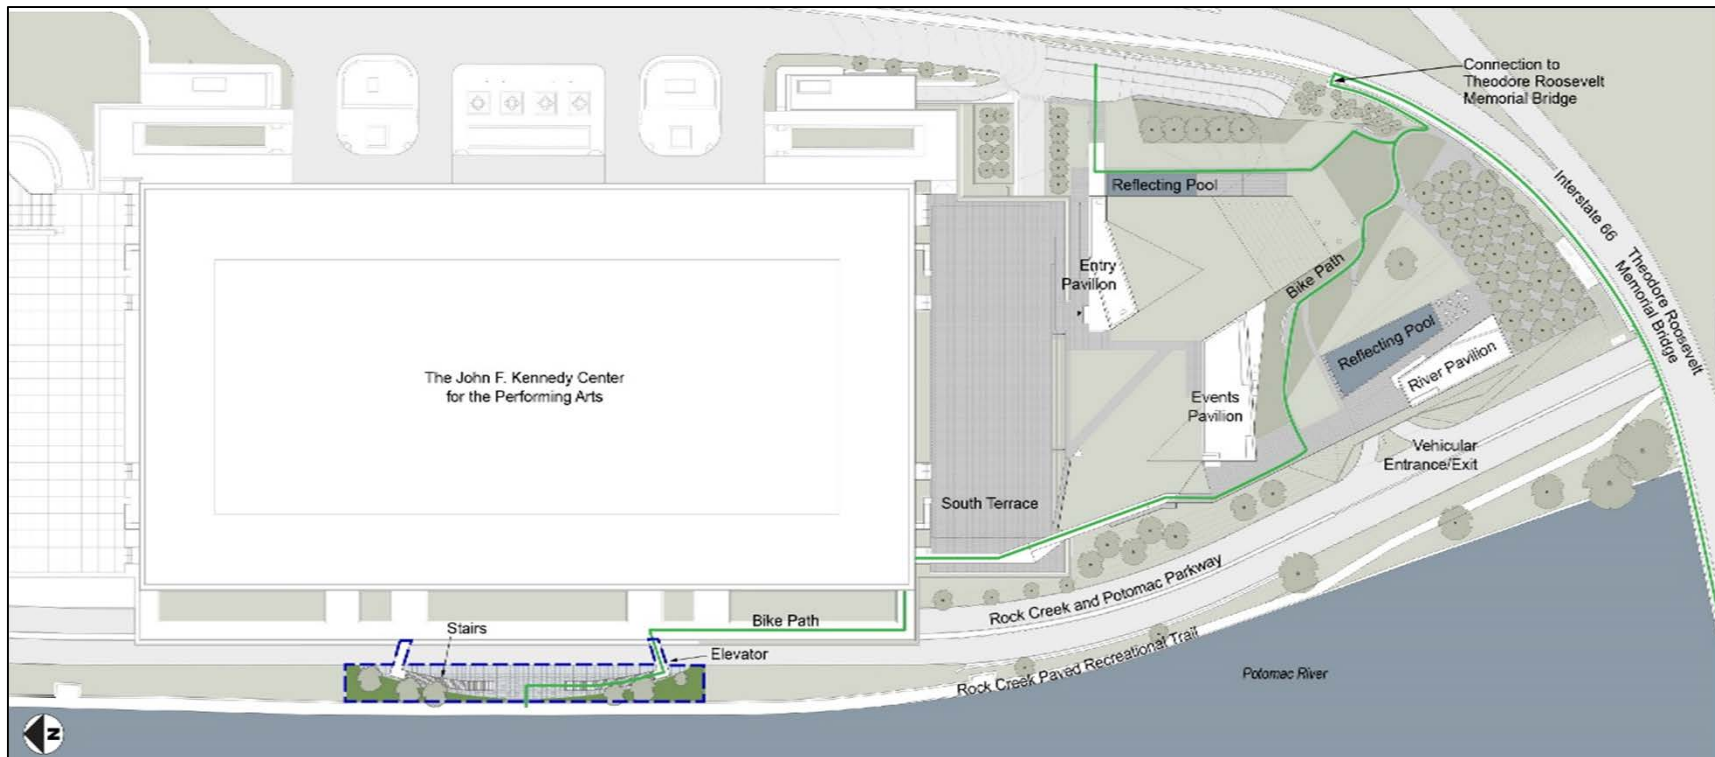 Connection to
Theodore Roosevelt
Memorial Bridge
Interstate 66
Theodore Roosevelt
Memorial Bridge
Reflecting Pool
Entry
Pavilion
Bike Path
Reflecting Pool
River Pavilion
The John F. Kennedy Center
for the Performing Arts
Events
Pavilion
Vehicular
Entrance/Exit
South Terrace
Rock Creek and Potomac Parkway
Bike Path
Stairs
Elevator
Rock Creek Paved Recreational Trail
Potomac River
N